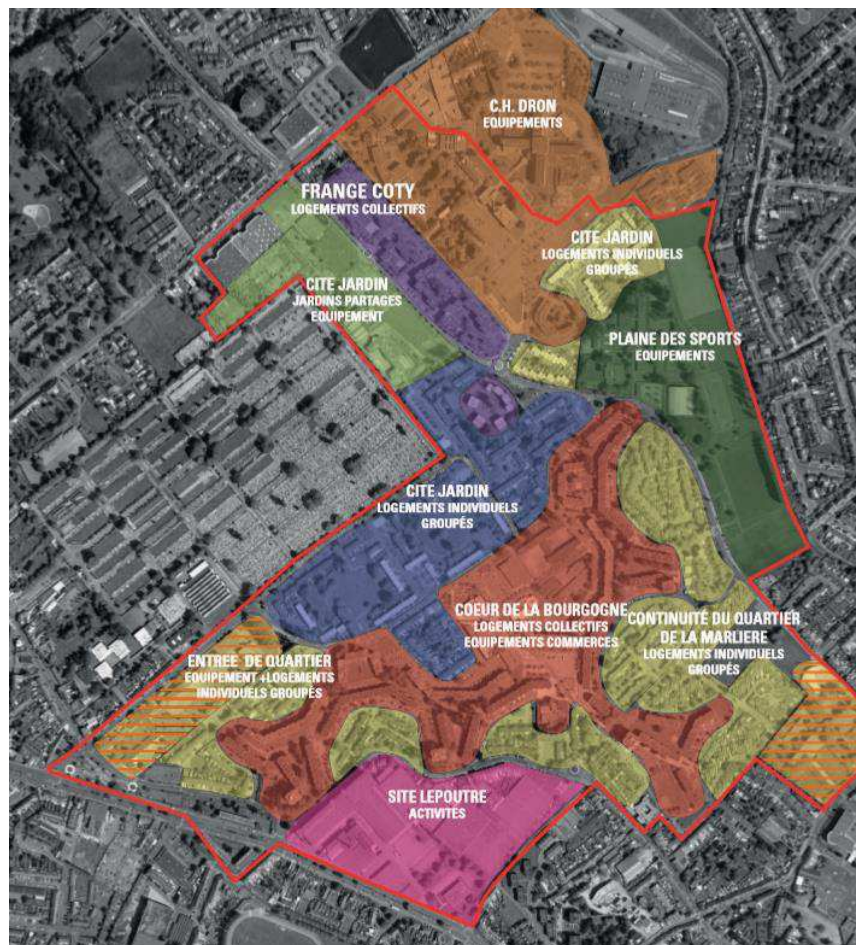 C.H. DRON
EQUIPEMENTS
FRANGE COTY
LOGEMENTS COLLECTIFS
CITE JARDIN
LOGEMENTS INDIVIDUELS
GROUPÉS
CITE JARDIN
JARDINS PARTAGES
EQUIPEMENT
PLAINE DES SPORTS
EQUIPEMENTS
CITE JARDIN
LOGEMENTS INDIVIDUELS
GROUPÉS
COEUR DE LA BOURGOGNE
LOGEMENTS COLLECTIFS
EQUIPEMENTS COMMERCES
CONTINUITÉ DU QUARTIER
DE LA MARLIERE
LOGEMENTS INDIVIDUELS
GROUPÉS
ENTREE DE QUARTIER
EQUIPEMENT +LOGEMENTS
INDIVIDUELS GROUPÉS
SITE LEPOUTRE
ACTIVITÉS